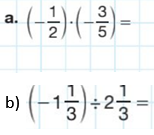 a. (-1/2)·(-3/5)=
b) (-1 1/3)÷2 1/3=